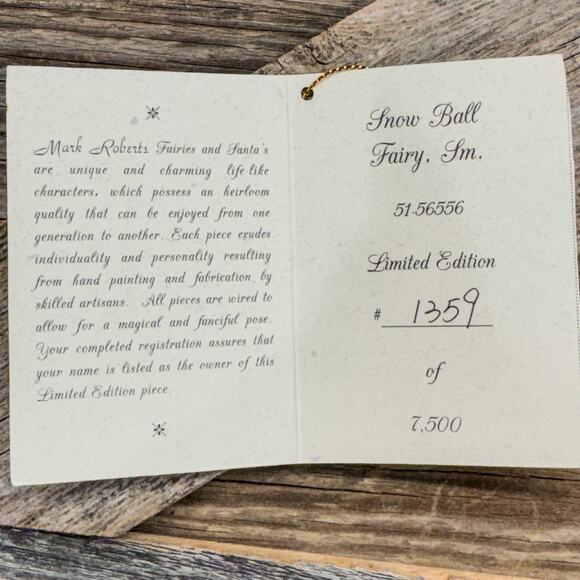 Mark Roberts Fairies and Santa's
are unique and charming life-like
characters, which possess an heirloom
quality that can be enjoyed from one
generation to another. Each piece exudes
individuality and personality resulting
from hand painting and fabrication by
skilled artisans. All pieces are wired to
allow for a magical and fanciful pose.
Your completed registration assures that
your name is listed as the owner of this
Limited Edition piece.
Snow Ball
Fairy, Sm.
51-56556
Limited Edition
# 1359
of
7,500